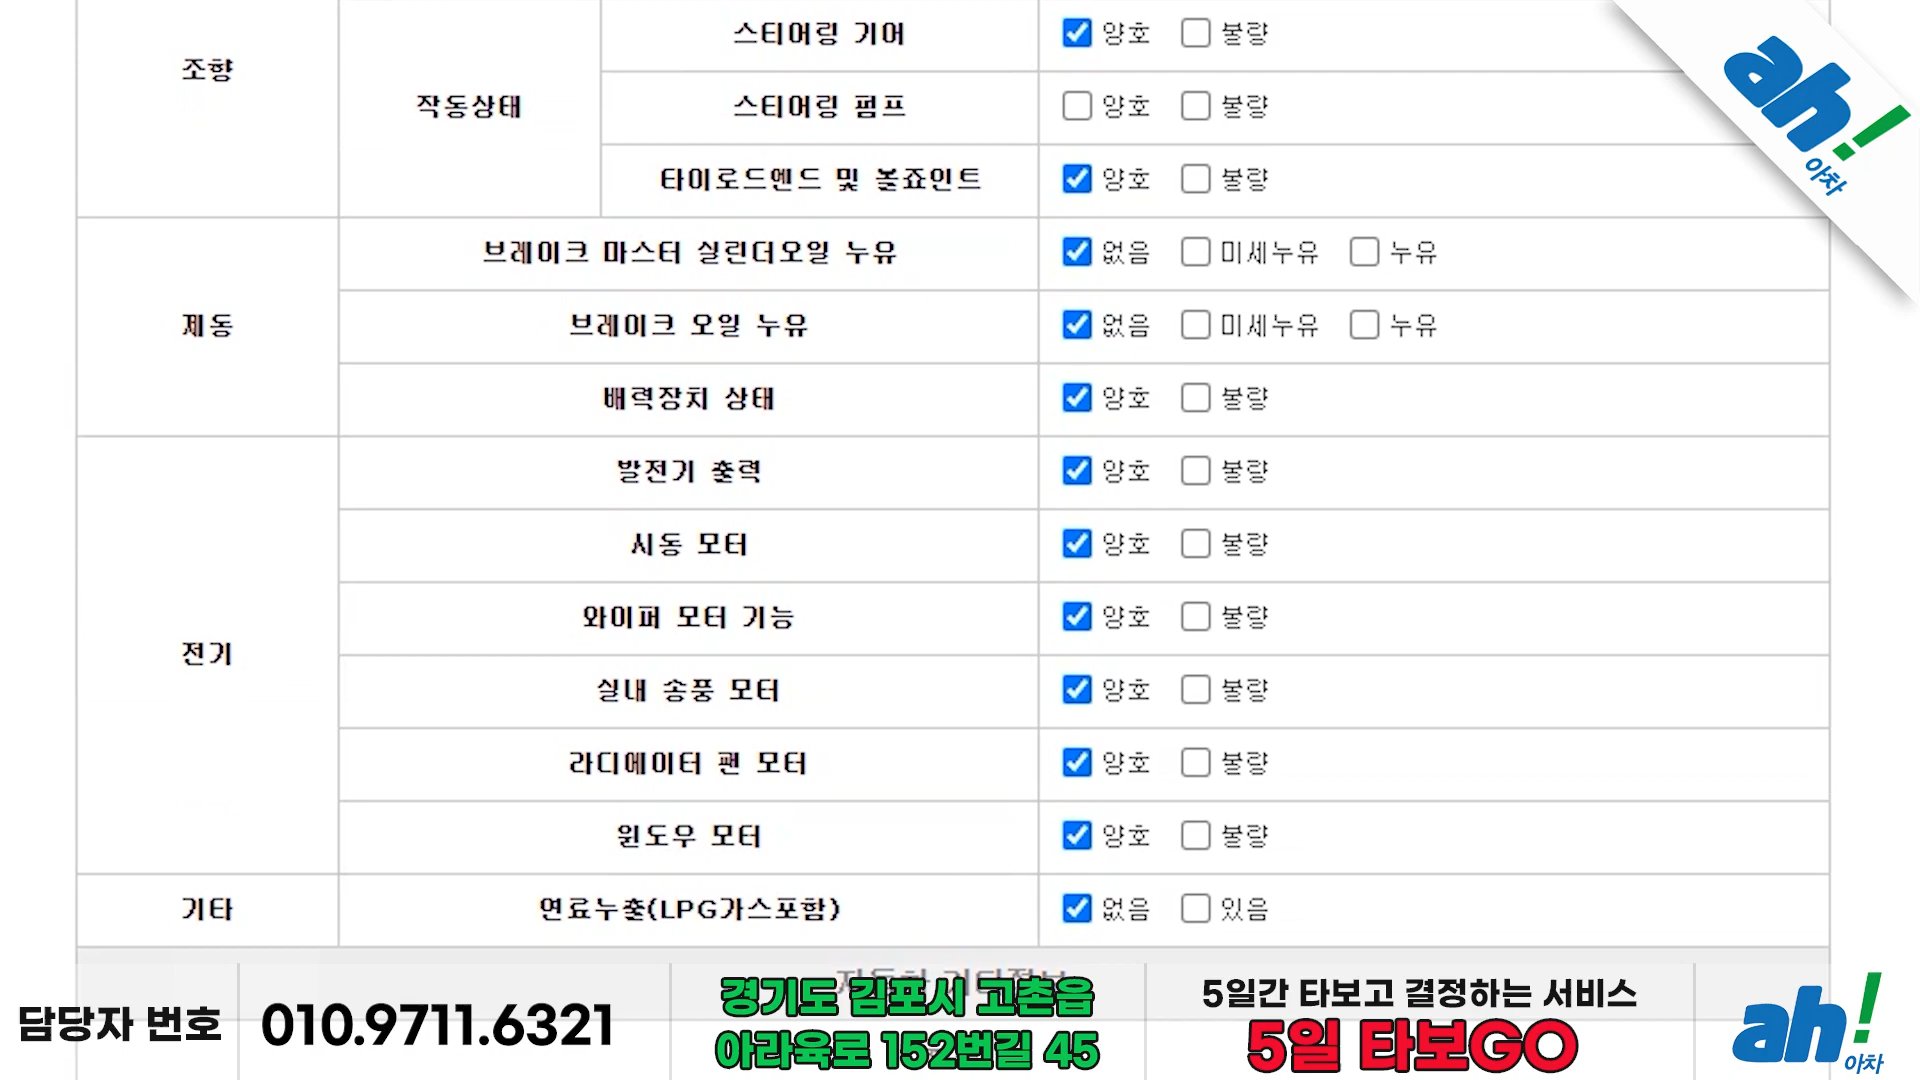 조향
작동상태
스티어링 기어
양호 불량
스티어링 펌프
양호 불량
타이로드엔드 및 볼죠인트
양호 불량
제동
브레이크 마스터 실린더오일 누유
없음 미세누유 누유
브레이크 오일 누유
없음 미세누유 누유
배력장치 상태
양호 불량
전기
발전기 출력
양호 불량
시동 모터
양호 불량
와이퍼 모터 기능
양호 불량
실내 송풍 모터
양호 불량
라디에이터 팬 모터
양호 불량
윈도우 모터
양호 불량
기타
연료누출(LPG가스포함)
없음 있음
ah!
아차
담당자 번호
010.9711.6321
경기도 김포시 고촌읍
아라육로 152번길 45
5일간 타보고 결정하는 서비스
5일 타보GO
ah!
아차